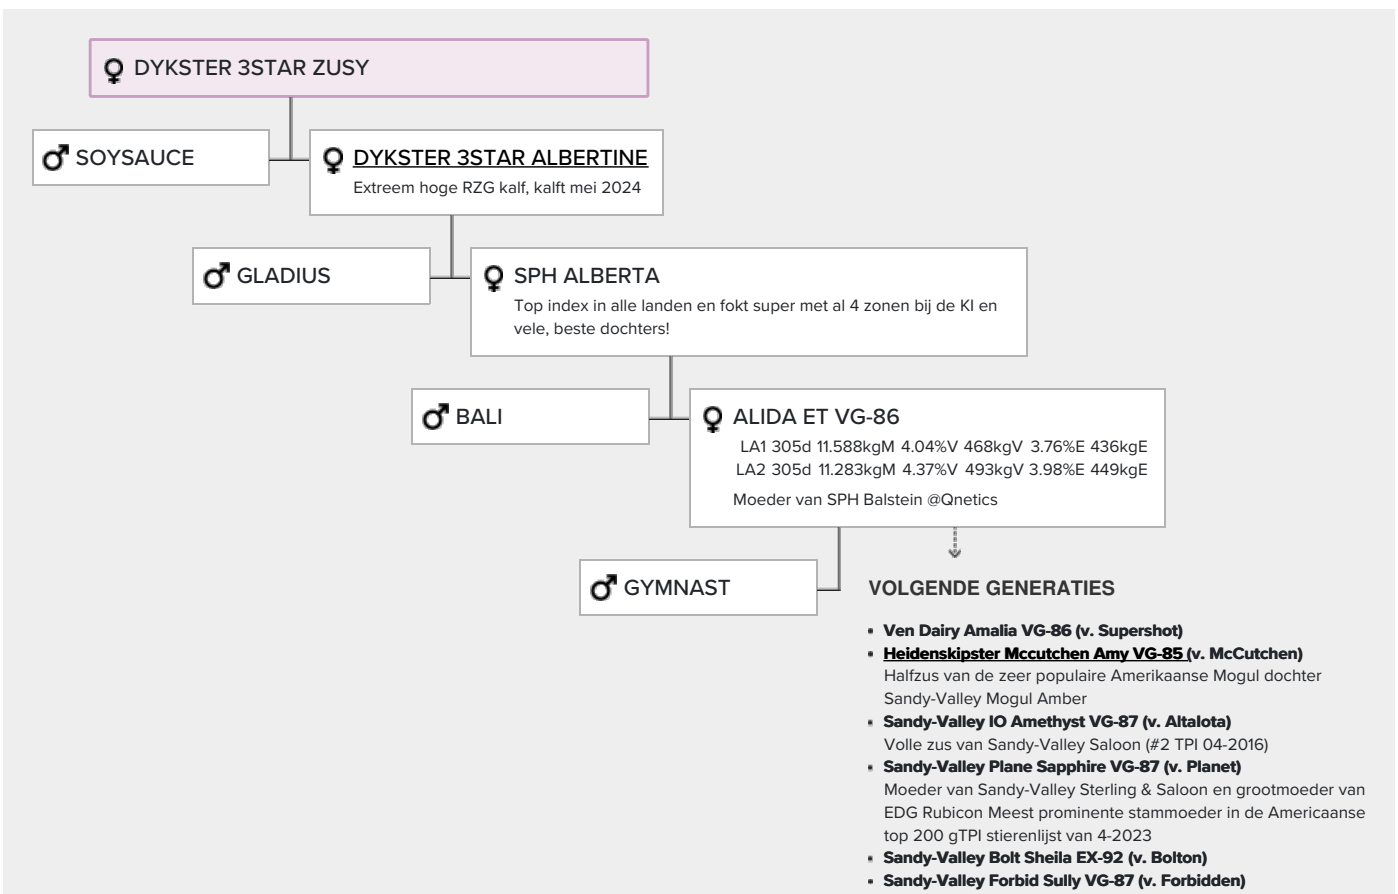 DYKSTER 3STAR ZUSY
SOYSAUCE
DYKSTER 3STAR ALBERTINE
Extreem hoge RZG kalf, kalft mei 2024
GLADIUS
SPH ALBERTA
Top index in alle landen en fokt super met al 4 zonen bij de KI en
vele, beste dochters!
BALI
ALIDA ET VG-86
LA1 305d 11.588kgM 4.04%V 468kgV 3.76%E 436kgE
LA2 305d 11.283kgM 4.37%V 493kgV 3.98%E 449kgE
Moeder van SPH Balstein @Qnetics
GYMNAST
VOLGENDE GENERATIES
• Ven Dairy Amalia VG-86 (v. Supershot)
• Heidenskipster Mccutchen Amy VG-85 (v. McCutchen)
Halfzus van de zeer populaire Amerikaanse Mogul dochter
Sandy-Valley Mogul Amber
• Sandy-Valley IO Amethyst VG-87 (v. Altalota)
Volle zus van Sandy-Valley Saloon (#2 TPI 04-2016)
• Sandy-Valley Plane Sapphire VG-87 (v. Planet)
Moeder van Sandy-Valley Sterling & Saloon en grootmoeder van
EDG Rubicon Meest prominente stammoeder in de Americaanse
top 200 gTPI stierenlijst van 4-2023
• Sandy-Valley Bolt Sheila EX-92 (v. Bolton)
• Sandy-Valley Forbid Sully VG-87 (v. Forbidden)